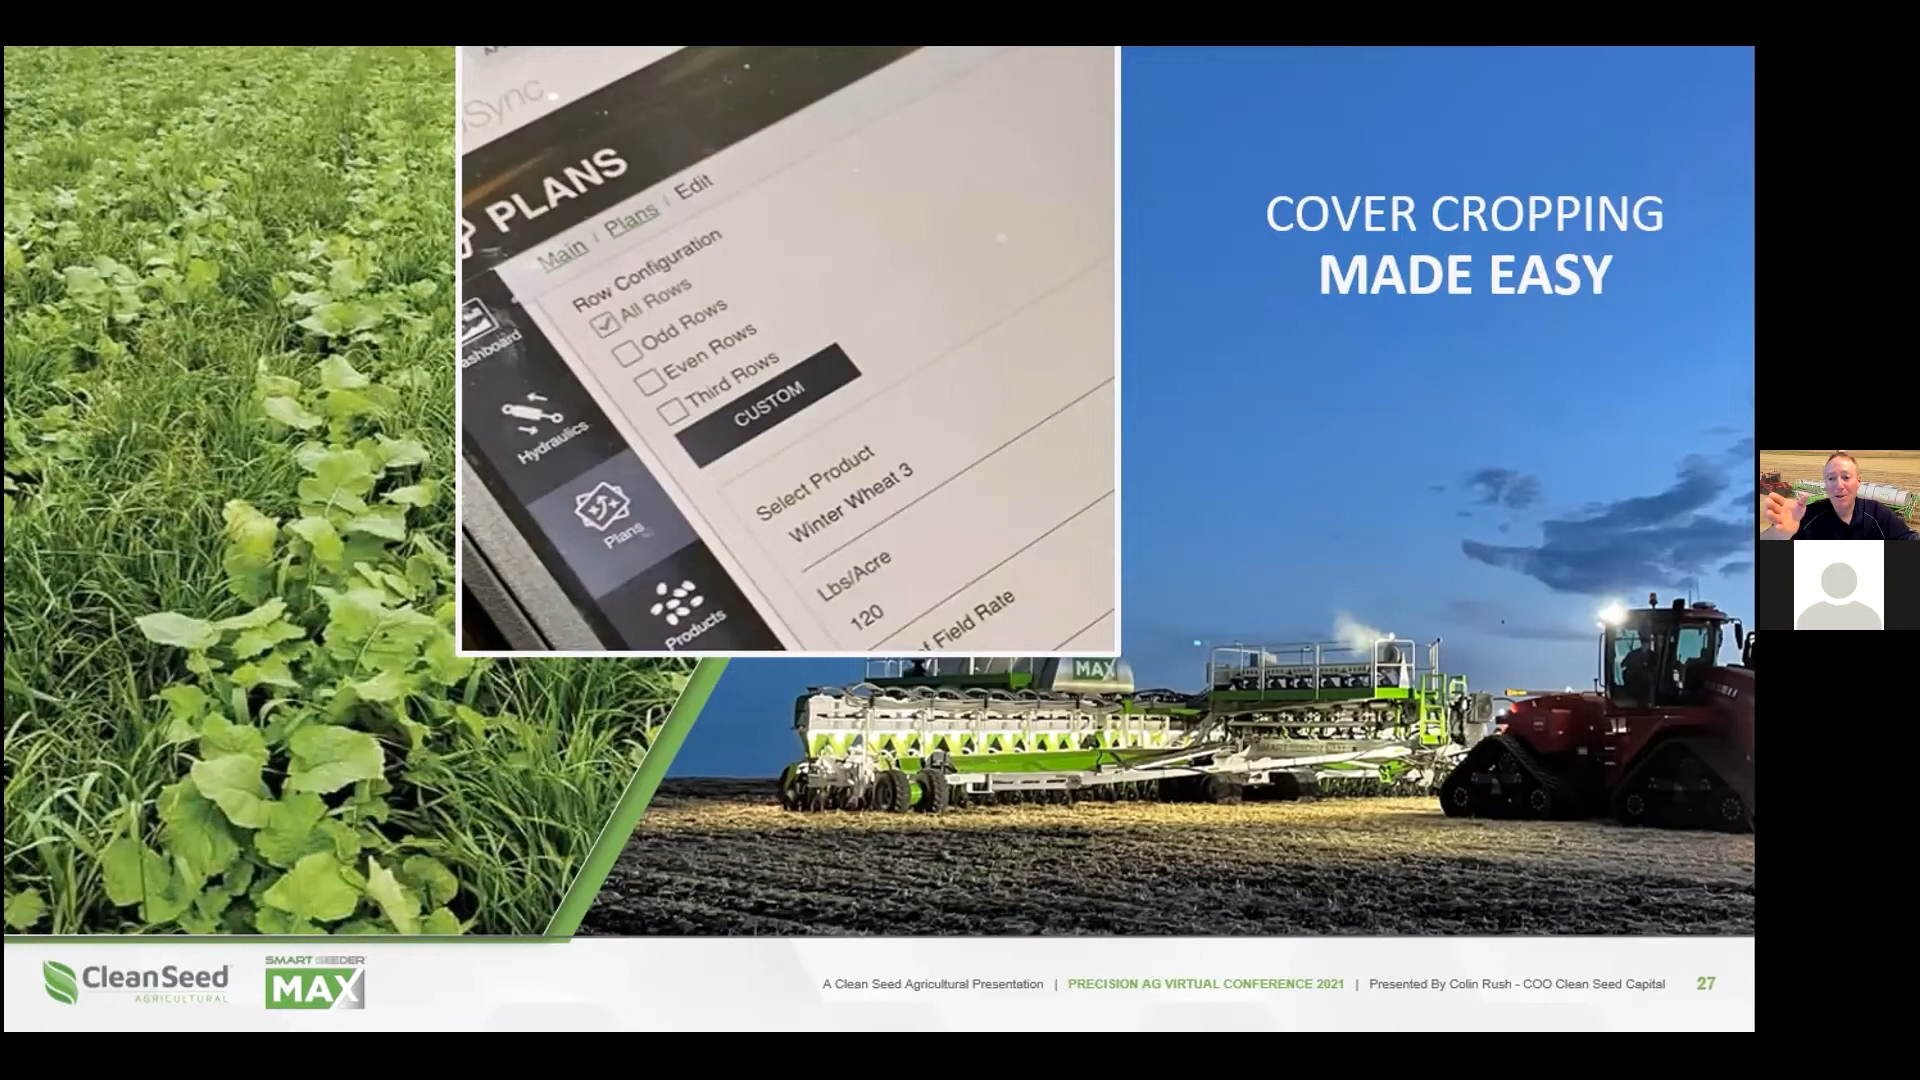 Sync
PLANS
Main / Plans / Edit
Row Configuration
All Rows
Odd Rows
Even Rows
Third Rows
CUSTOM
Select Product
Winter Wheat 3
Lbs/Acre
120
Field Rate
Hydraulics
Plans
Products
COVER CROPPING
MADE EASY
MAX
CleanSeed
AGRICULTURAL
SMART SEEDER
MAX
A Clean Seed Agricultural Presentation | PRECISION AG VIRTUAL CONFERENCE 2021 | Presented By Colin Rush - COO Clean Seed Capital 27